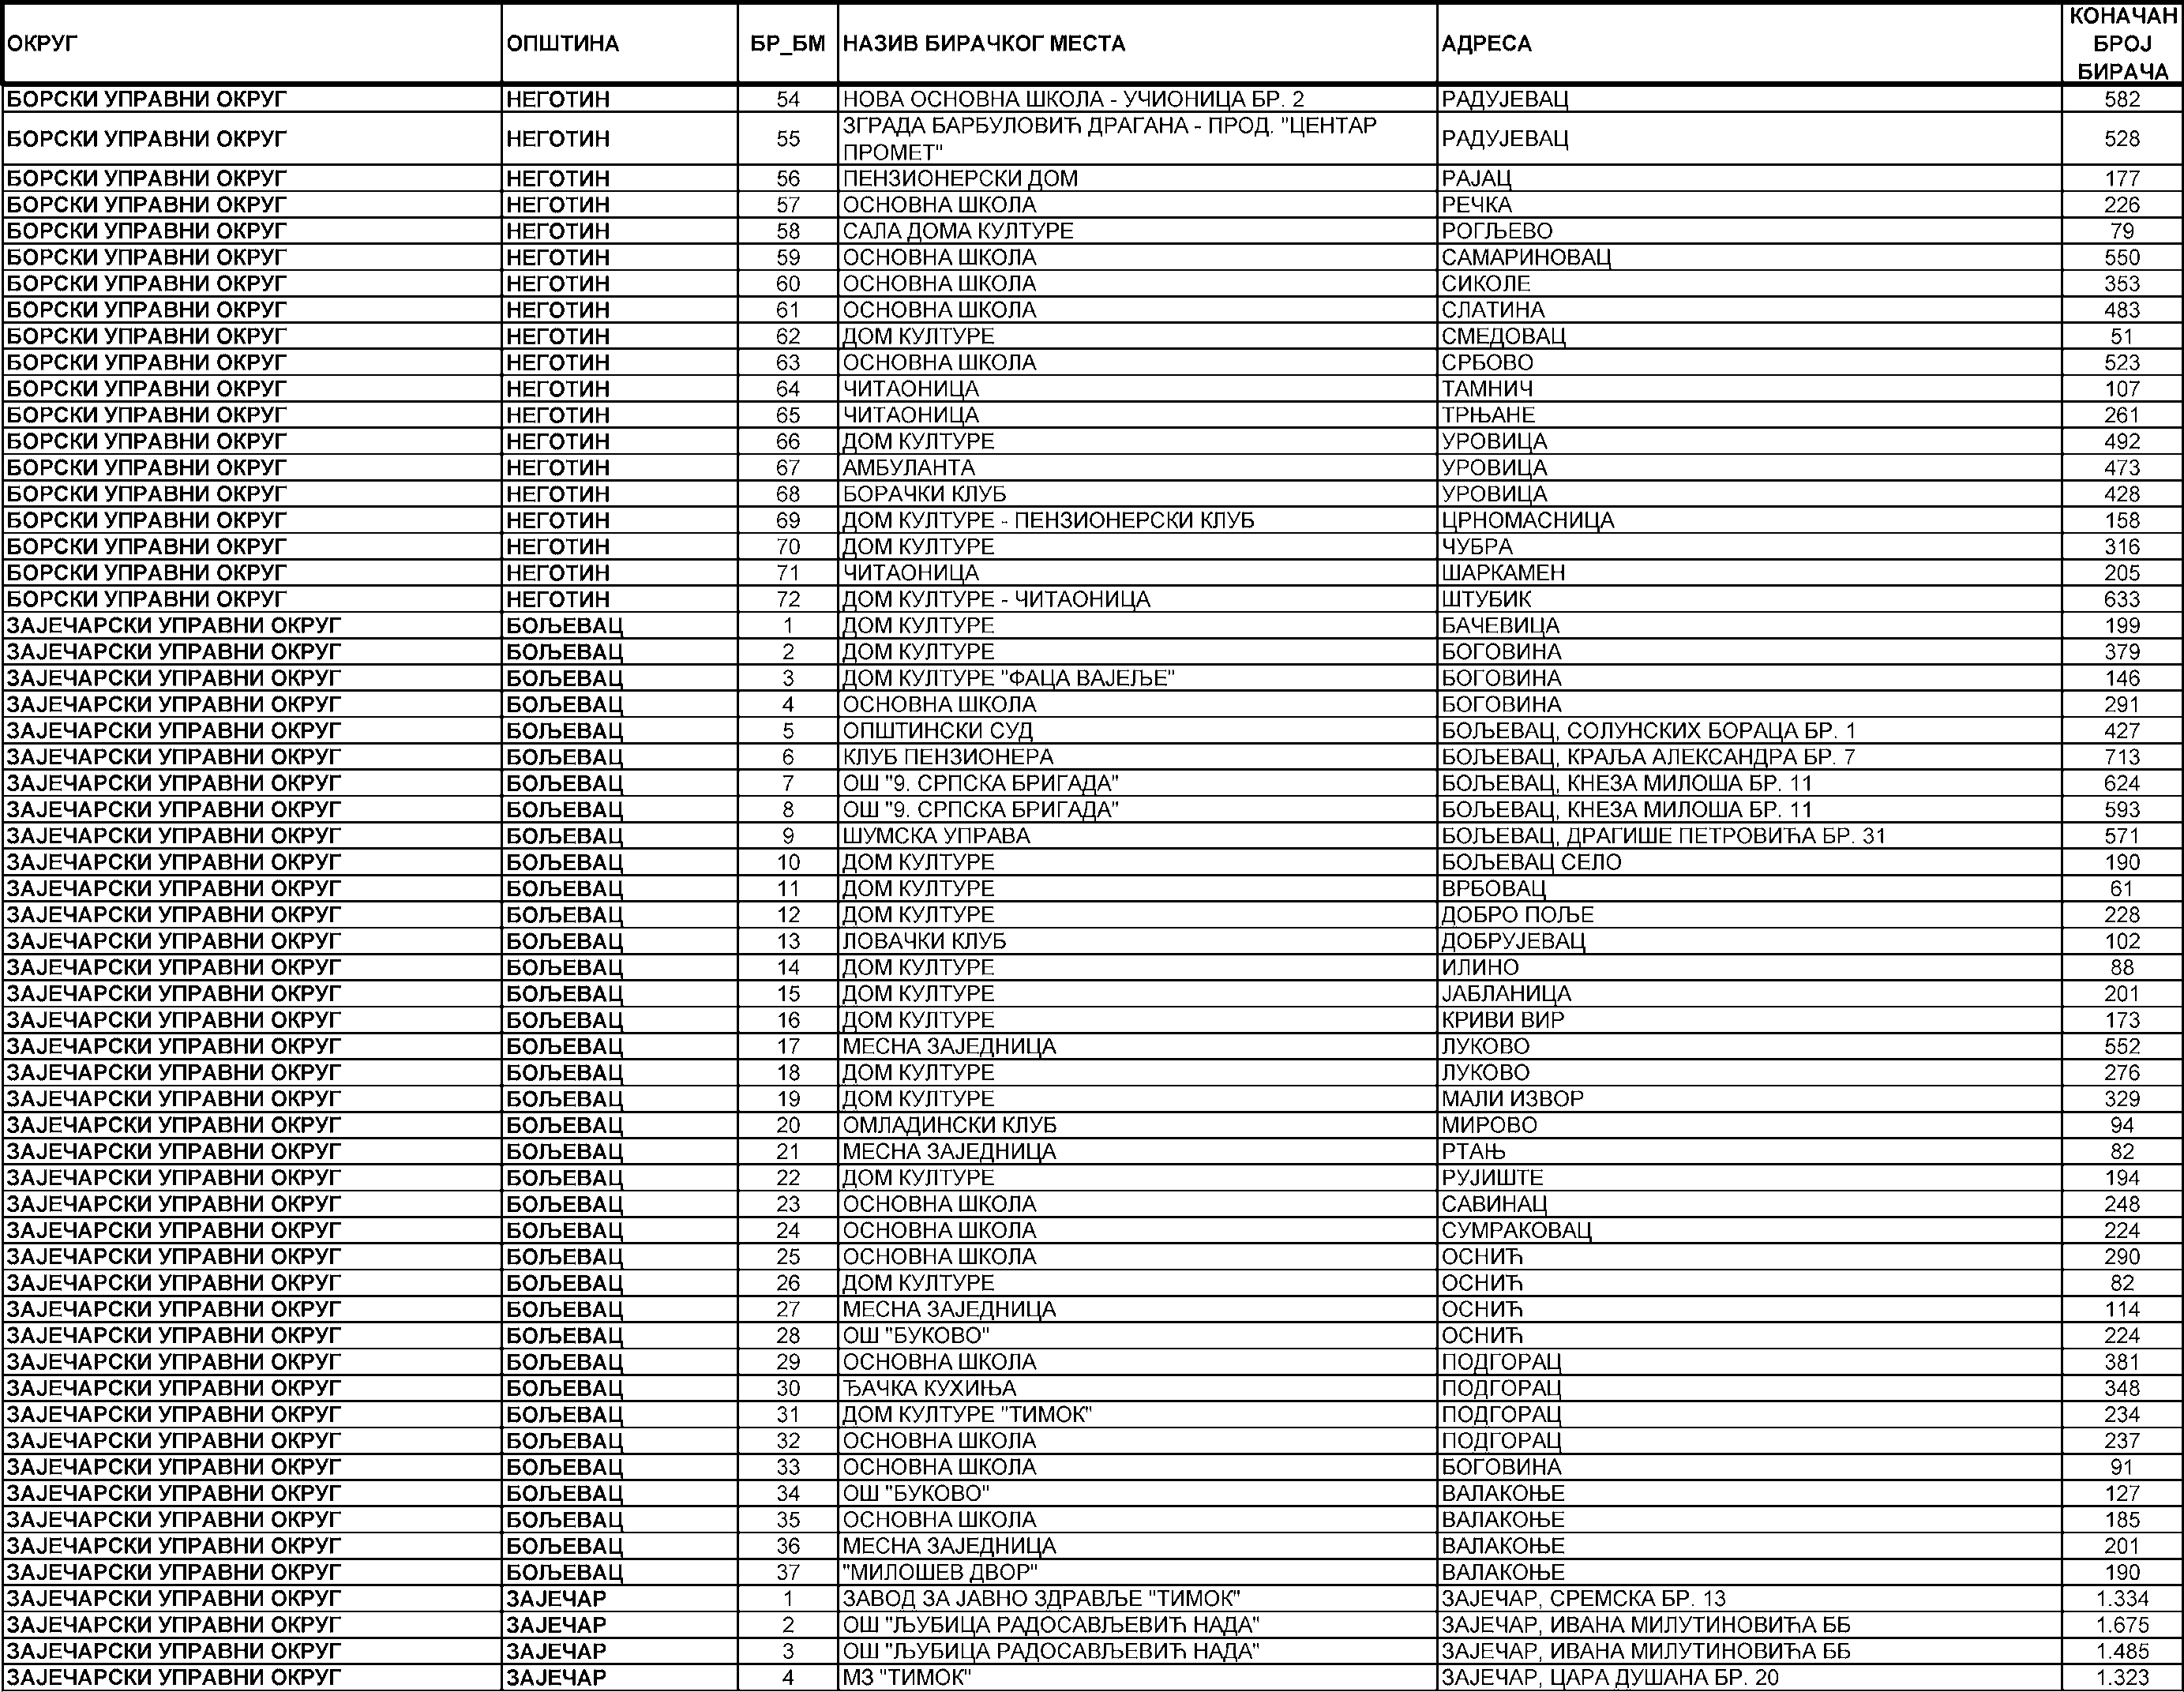 ОКРУГ ОПШТИНА БР_БМ НАЗИВ БИРАЧКОГ МЕСТА АДРЕСА КОНАЧАН БРОЈ БИРАЧА
БОРСКИ УПРАВНИ ОКРУГ НЕГОТИН 54 НОВА ОСНОВНА ШКОЛА - УЧИОНИЦА БР. 2 РАДУЈЕВАЦ 582
БОРСКИ УПРАВНИ ОКРУГ НЕГОТИН 55 ЗГРАДА БАРБУЛОВИЋ ДРАГАНА - ПРОД. "ЦЕНТАР ПРОМЕТ" РАДУЈЕВАЦ 528
БОРСКИ УПРАВНИ ОКРУГ НЕГОТИН 56 ПЕНЗИОНЕРСКИ ДОМ РАЈАЦ 177
БОРСКИ УПРАВНИ ОКРУГ НЕГОТИН 57 ОСНОВНА ШКОЛА РЕЧКА 226
БОРСКИ УПРАВНИ ОКРУГ НЕГОТИН 58 САЛА ДОМА КУЛТУРЕ РОГЉЕВО 79
БОРСКИ УПРАВНИ ОКРУГ НЕГОТИН 59 ОСНОВНА ШКОЛА САМАРИНОВАЦ 550
БОРСКИ УПРАВНИ ОКРУГ НЕГОТИН 60 ОСНОВНА ШКОЛА СИКОЛЕ 353
БОРСКИ УПРАВНИ ОКРУГ НЕГОТИН 61 ОСНОВНА ШКОЛА СЛАТИНА 483
БОРСКИ УПРАВНИ ОКРУГ НЕГОТИН 62 ДОМ КУЛТУРЕ СМЕДОВАЦ 51
БОРСКИ УПРАВНИ ОКРУГ НЕГОТИН 63 ОСНОВНА ШКОЛА СРБОВО 523
БОРСКИ УПРАВНИ ОКРУГ НЕГОТИН 64 ЧИТАОНИЦА ТАМНИЧ 107
БОРСКИ УПРАВНИ ОКРУГ НЕГОТИН 65 ЧИТАОНИЦА ТРЊАНЕ 261
БОРСКИ УПРАВНИ ОКРУГ НЕГОТИН 66 ДОМ КУЛТУРЕ УРОВИЦА 492
БОРСКИ УПРАВНИ ОКРУГ НЕГОТИН 67 АМБУЛАНТА УРОВИЦА 473
БОРСКИ УПРАВНИ ОКРУГ НЕГОТИН 68 БОРАЧКИ КЛУБ УРОВИЦА 428
БОРСКИ УПРАВНИ ОКРУГ НЕГОТИН 69 ДОМ КУЛТУРЕ - ПЕНЗИОНЕРСКИ КЛУБ ЦРНОМАСНИЦА 158
БОРСКИ УПРАВНИ ОКРУГ НЕГОТИН 70 ДОМ КУЛТУРЕ ЧУБРА 316
БОРСКИ УПРАВНИ ОКРУГ НЕГОТИН 71 ЧИТАОНИЦА ШАРКАМЕН 205
БОРСКИ УПРАВНИ ОКРУГ НЕГОТИН 72 ДОМ КУЛТУРЕ - ЧИТАОНИЦА ШТУБИК 633
ЗАЈЕЧАРСКИ УПРАВНИ ОКРУГ БОЉЕВАЦ 1 ДОМ КУЛТУРЕ БАЧЕВИЦА 199
ЗАЈЕЧАРСКИ УПРАВНИ ОКРУГ БОЉЕВАЦ 2 ДОМ КУЛТУРЕ БОГОВИНА 379
ЗАЈЕЧАРСКИ УПРАВНИ ОКРУГ БОЉЕВАЦ 3 ДОМ КУЛТУРЕ "ФАЦА ВАЈЕЉЕ" БОГОВИНА 146
ЗАЈЕЧАРСКИ УПРАВНИ ОКРУГ БОЉЕВАЦ 4 ОСНОВНА ШКОЛА БОГОВИНА 291
ЗАЈЕЧАРСКИ УПРАВНИ ОКРУГ БОЉЕВАЦ 5 ОПШТИНСКИ СУД БОЉЕВАЦ, СОЛУНСКИХ БОРАЦА БР. 1 427
ЗАЈЕЧАРСКИ УПРАВНИ ОКРУГ БОЉЕВАЦ 6 КЛУБ ПЕНЗИОНЕРА БОЉЕВАЦ, КРАЉА АЛЕКСАНДРА БР. 7 713
ЗАЈЕЧАРСКИ УПРАВНИ ОКРУГ БОЉЕВАЦ 7 ОШ "9. СРПСКА БРИГАДА" БОЉЕВАЦ, КНЕЗА МИЛОША БР. 11 624
ЗАЈЕЧАРСКИ УПРАВНИ ОКРУГ БОЉЕВАЦ 8 ОШ "9. СРПСКА БРИГАДА" БОЉЕВАЦ, КНЕЗА МИЛОША БР. 11 593
ЗАЈЕЧАРСКИ УПРАВНИ ОКРУГ БОЉЕВАЦ 9 ШУМСКА УПРАВА БОЉЕВАЦ, ДРАГИШЕ ПЕТРОВИЋА БР. 31 571
ЗАЈЕЧАРСКИ УПРАВНИ ОКРУГ БОЉЕВАЦ 10 ДОМ КУЛТУРЕ БОЉЕВАЦ СЕЛО 190
ЗАЈЕЧАРСКИ УПРАВНИ ОКРУГ БОЉЕВАЦ 11 ДОМ КУЛТУРЕ ВРБОВАЦ 61
ЗАЈЕЧАРСКИ УПРАВНИ ОКРУГ БОЉЕВАЦ 12 ДОМ КУЛТУРЕ ДОБРО ПОЉЕ 228
ЗАЈЕЧАРСКИ УПРАВНИ ОКРУГ БОЉЕВАЦ 13 ЛОВАЧКИ КЛУБ ДОБРУЈЕВАЦ 102
ЗАЈЕЧАРСКИ УПРАВНИ ОКРУГ БОЉЕВАЦ 14 ДОМ КУЛТУРЕ ИЛИНО 88
ЗАЈЕЧАРСКИ УПРАВНИ ОКРУГ БОЉЕВАЦ 15 ДОМ КУЛТУРЕ ЈАБЛАНИЦА 201
ЗАЈЕЧАРСКИ УПРАВНИ ОКРУГ БОЉЕВАЦ 16 ДОМ КУЛТУРЕ КРИВИ ВИР 173
ЗАЈЕЧАРСКИ УПРАВНИ ОКРУГ БОЉЕВАЦ 17 МЕСНА ЗАЈЕДНИЦА ЛУКОВО 552
ЗАЈЕЧАРСКИ УПРАВНИ ОКРУГ БОЉЕВАЦ 18 ДОМ КУЛТУРЕ ЛУКОВО 276
ЗАЈЕЧАРСКИ УПРАВНИ ОКРУГ БОЉЕВАЦ 19 ДОМ КУЛТУРЕ МАЛИ ИЗВОР 329
ЗАЈЕЧАРСКИ УПРАВНИ ОКРУГ БОЉЕВАЦ 20 ОМЛАДИНСКИ КЛУБ МИРОВО 94
ЗАЈЕЧАРСКИ УПРАВНИ ОКРУГ БОЉЕВАЦ 21 МЕСНА ЗАЈЕДНИЦА РТАЊ 82
ЗАЈЕЧАРСКИ УПРАВНИ ОКРУГ БОЉЕВАЦ 22 ДОМ КУЛТУРЕ РУЈИШТЕ 194
ЗАЈЕЧАРСКИ УПРАВНИ ОКРУГ БОЉЕВАЦ 23 ОСНОВНА ШКОЛА САВИНАЦ 248
ЗАЈЕЧАРСКИ УПРАВНИ ОКРУГ БОЉЕВАЦ 24 ОСНОВНА ШКОЛА СУМРАКОВАЦ 224
ЗАЈЕЧАРСКИ УПРАВНИ ОКРУГ БОЉЕВАЦ 25 ОСНОВНА ШКОЛА ОСНИЋ 290
ЗАЈЕЧАРСКИ УПРАВНИ ОКРУГ БОЉЕВАЦ 26 ДОМ КУЛТУРЕ ОСНИЋ 82
ЗАЈЕЧАРСКИ УПРАВНИ ОКРУГ БОЉЕВАЦ 27 МЕСНА ЗАЈЕДНИЦА ОСНИЋ 114
ЗАЈЕЧАРСКИ УПРАВНИ ОКРУГ БОЉЕВАЦ 28 ОШ "БУКОВО" ОСНИЋ 224
ЗАЈЕЧАРСКИ УПРАВНИ ОКРУГ БОЉЕВАЦ 29 ОСНОВНА ШКОЛА ПОДГОРАЦ 381
ЗАЈЕЧАРСКИ УПРАВНИ ОКРУГ БОЉЕВАЦ 30 ЂАЧКА КУХИЊА ПОДГОРАЦ 348
ЗАЈЕЧАРСКИ УПРАВНИ ОКРУГ БОЉЕВАЦ 31 ДОМ КУЛТУРЕ "ТИМОК" ПОДГОРАЦ 234
ЗАЈЕЧАРСКИ УПРАВНИ ОКРУГ БОЉЕВАЦ 32 ОСНОВНА ШКОЛА ПОДГОРАЦ 237
ЗАЈЕЧАРСКИ УПРАВНИ ОКРУГ БОЉЕВАЦ 33 ОСНОВНА ШКОЛА БОГОВИНА 91
ЗАЈЕЧАРСКИ УПРАВНИ ОКРУГ БОЉЕВАЦ 34 ОШ "БУКОВО" ВАЛАКОЊЕ 127
ЗАЈЕЧАРСКИ УПРАВНИ ОКРУГ БОЉЕВАЦ 35 ОСНОВНА ШКОЛА ВАЛАКОЊЕ 185
ЗАЈЕЧАРСКИ УПРАВНИ ОКРУГ БОЉЕВАЦ 36 МЕСНА ЗАЈЕДНИЦА ВАЛАКОЊЕ 201
ЗАЈЕЧАРСКИ УПРАВНИ ОКРУГ БОЉЕВАЦ 37 "МИЛОШЕВ ДВОР" ВАЛАКОЊЕ 190
ЗАЈЕЧАРСКИ УПРАВНИ ОКРУГ ЗАЈЕЧАР 1 ЗАВОД ЗА ЈАВНО ЗДРАВЉЕ "ТИМОК" ЗАЈЕЧАР, СРЕМСКА БР. 13 1.334
ЗАЈЕЧАРСКИ УПРАВНИ ОКРУГ ЗАЈЕЧАР 2 ОШ "ЉУБИЦА РАДОСАВЉЕВИЋ НАДА" ЗАЈЕЧАР, ИВАНА МИЛУТИНОВИЋА ББ 1.675
ЗАЈЕЧАРСКИ УПРАВНИ ОКРУГ ЗАЈЕЧАР 3 ОШ "ЉУБИЦА РАДОСАВЉЕВИЋ НАДА" ЗАЈЕЧАР, ИВАНА МИЛУТИНОВИЋА ББ 1.485
ЗАЈЕЧАРСКИ УПРАВНИ ОКРУГ ЗАЈЕЧАР 4 МЗ "ТИМОК" ЗАЈЕЧАР, ЦАРА ДУШАНА БР. 20 1.323